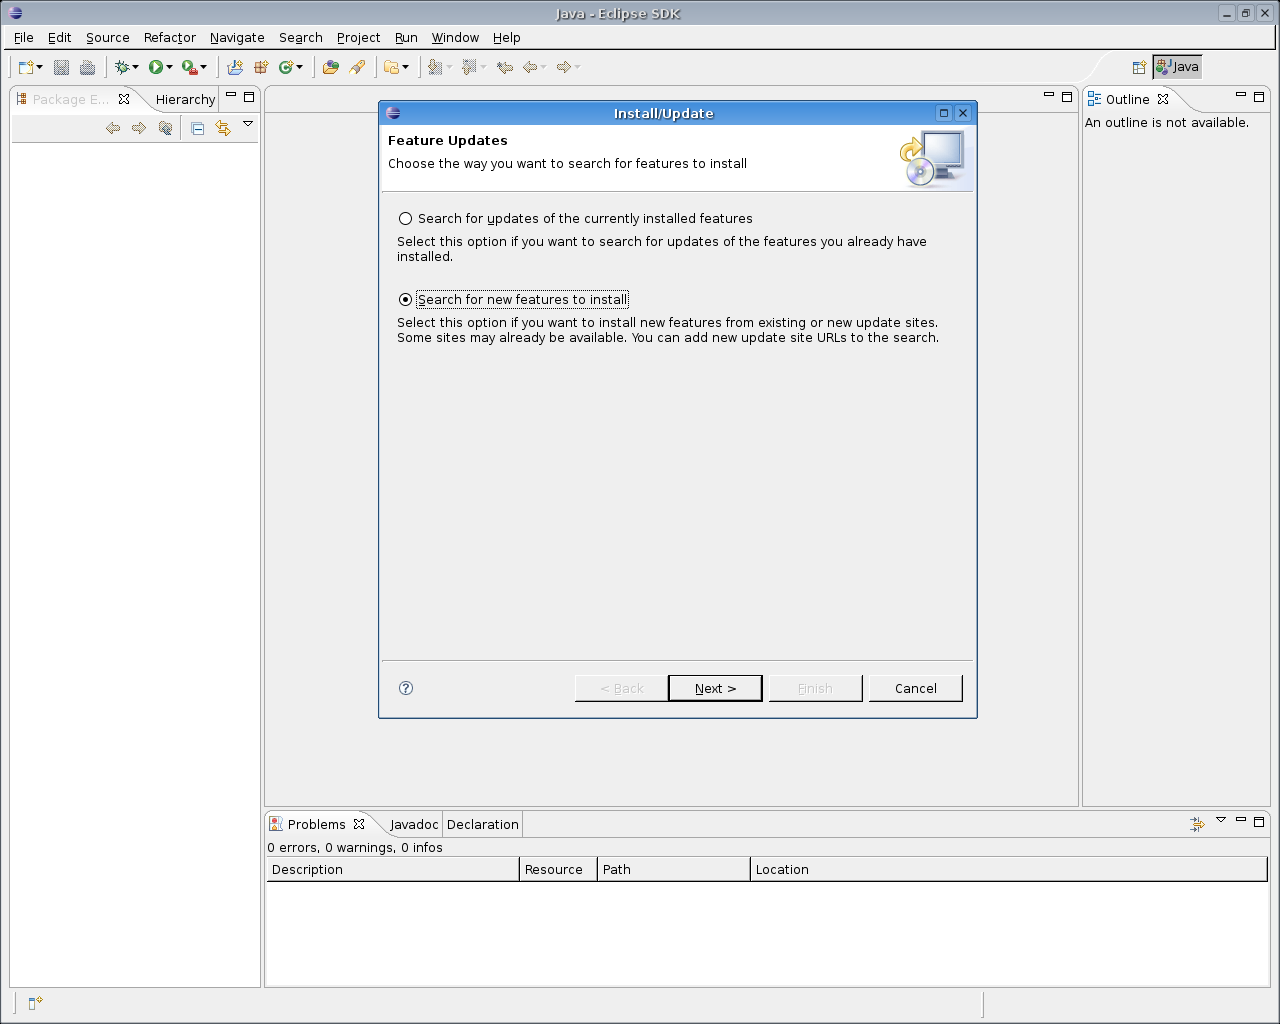 Java - Eclipse SDK
File Edit Source Refactor Navigate Search Project Run Window Help
Java
Package E... Hierarchy
Outline
An outline is not available.
Install/Update
Feature Updates
Choose the way you want to search for features to install
Search for updates of the currently installed features
Select this option if you want to search for updates of the features you already have
installed.
Search for new features to install
Select this option if you want to install new features from existing or new update sites.
Some sites may already be available. You can add new update site URLs to the search.
< Back Next > Finish Cancel
Problems Javadoc Declaration
0 errors, 0 warnings, 0 infos
Description Resource Path Location